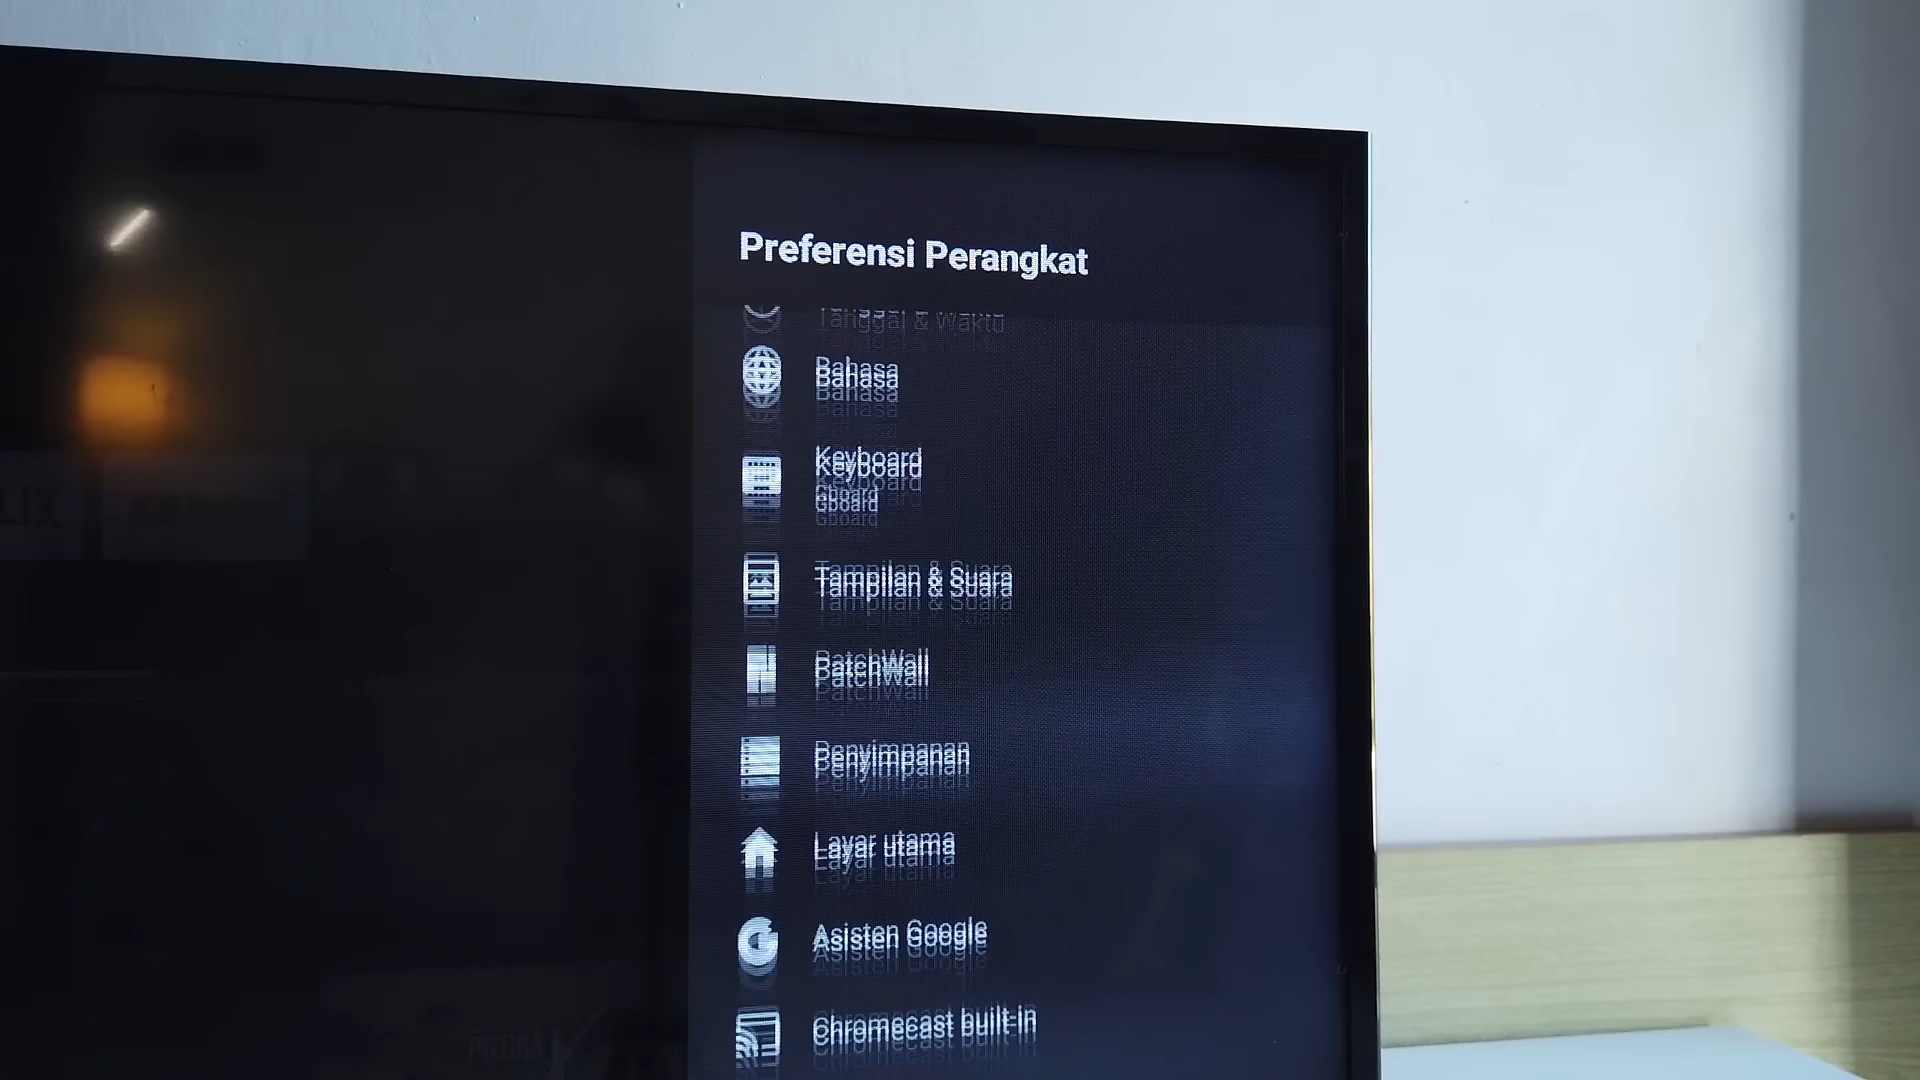 Preferensi Perangkat
Tanggal & Waktu
Bahasa
Keyboard
Gboard
Tampilan & Suara
PatchWall
Penyimpanan
Layar utama
Asisten Google
Chromecast built-in